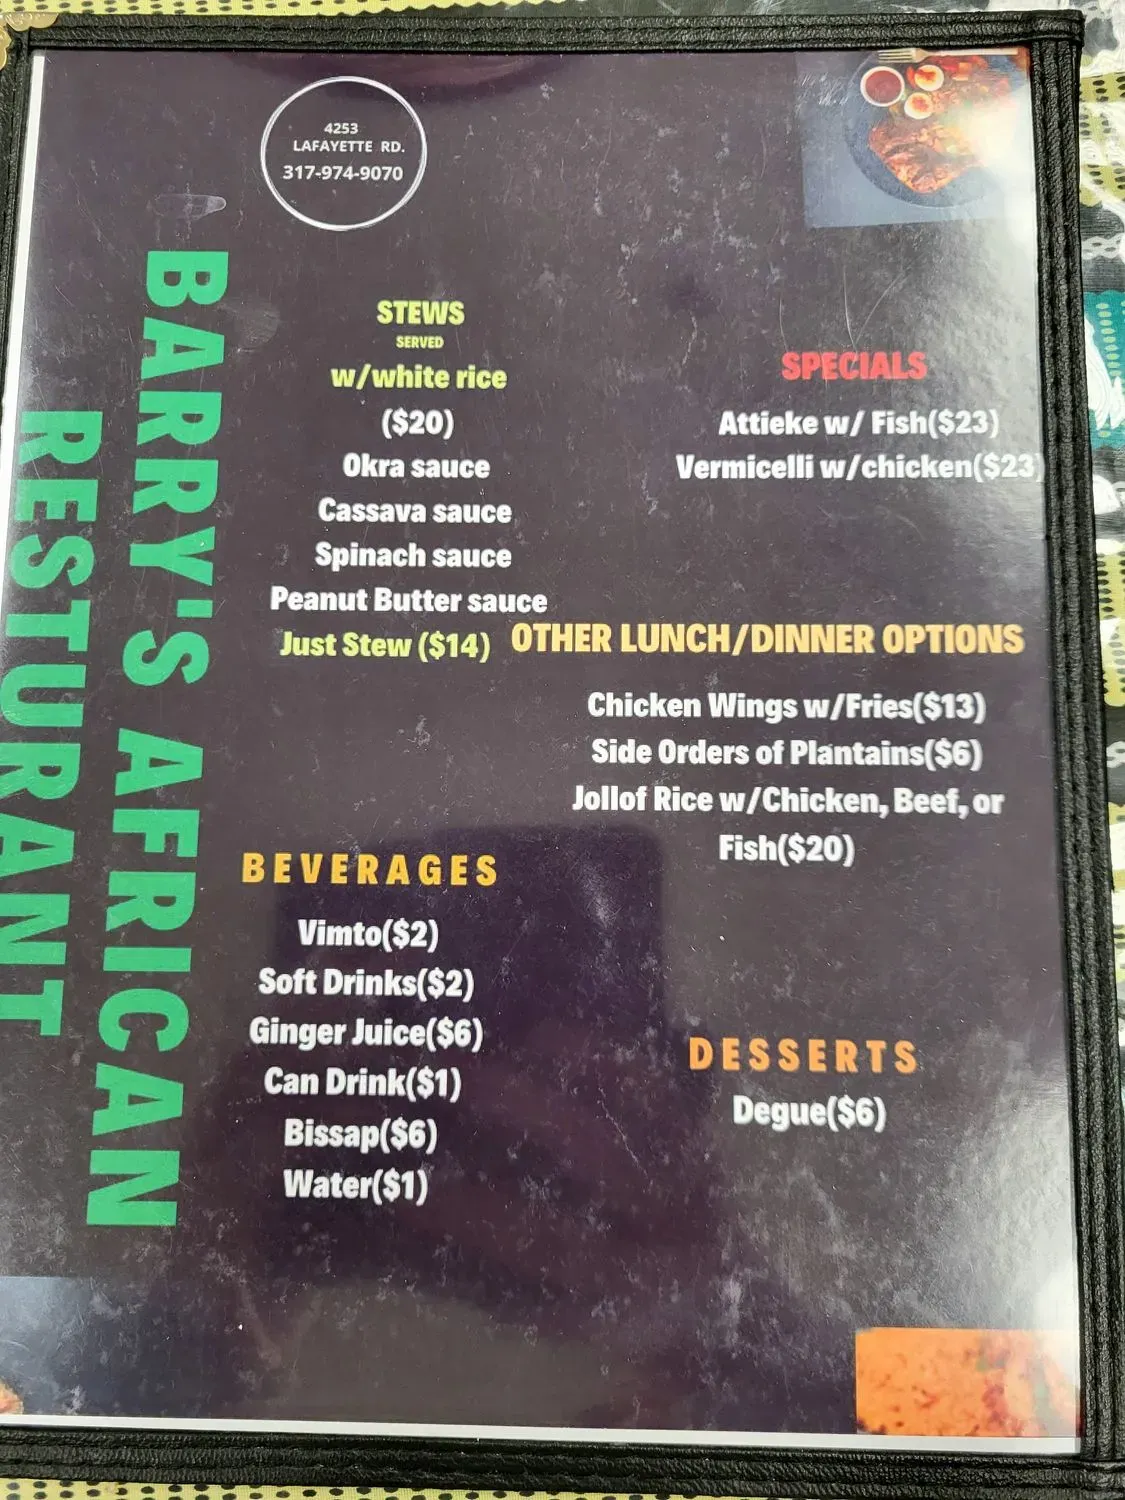 4253
LAFAYETTE RD.
317-974-9070
BARRY'S AFRICAN
RESTURANT
STEWS
SERVED
w/white rice
($20)
Okra sauce
Cassava sauce
Spinach sauce
Peanut Butter sauce
Just Stew ($14)
SPECIALS
Attieke w/ Fish($23)
Vermicelli w/chicken($23)
OTHER LUNCH/DINNER OPTIONS
Chicken Wings w/Fries($13)
Side Orders of Plantains($6)
Jollof Rice w/Chicken, Beef, or
Fish($20)
BEVERAGES
Vimto($2)
Soft Drinks($2)
Ginger Juice($6)
Can Drink($1)
Bissap($6)
Water($1)
DESSERTS
Degue($6)